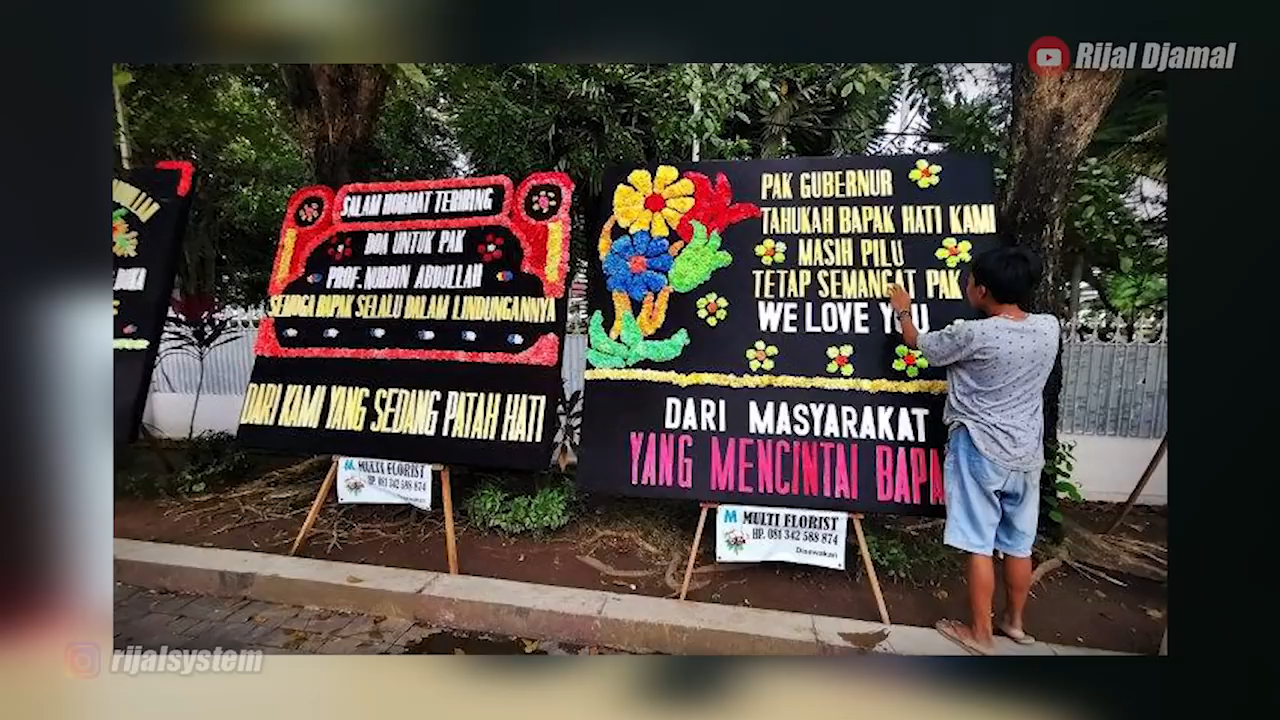 Rijal Djamal
SALAM HORMAT TERIRING
DOA UNTUK PAK
PROF. NURDIN ABDULLAH
SEMOGA BAPAK SELALU DALAM LINDUNGANNYA
DARI KAMI YANG SEDANG PATAH HATI
M MULTI FLORIST
HP. 081 342 588 874
PAK GUBERNUR
TAHUKAH BAPAK HATI KAMI
MASIH PILU
TETAP SEMANGAT PAK
WE LOVE YOU
DARI MASYARAKAT
YANG MENCINTAI BAPA
M MULTI FLORIST
HP. 081 342 588 874
Disewakan
rijalsystem